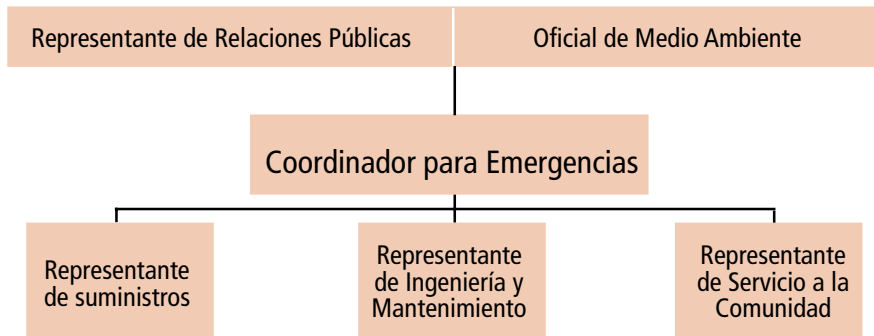 Representante de Relaciones Públicas
Oficial de Medio Ambiente
Coordinador para Emergencias
Representante
de suministros
Representante
de Ingeniería y
Mantenimiento
Representante
de Servicio a la
Comunidad